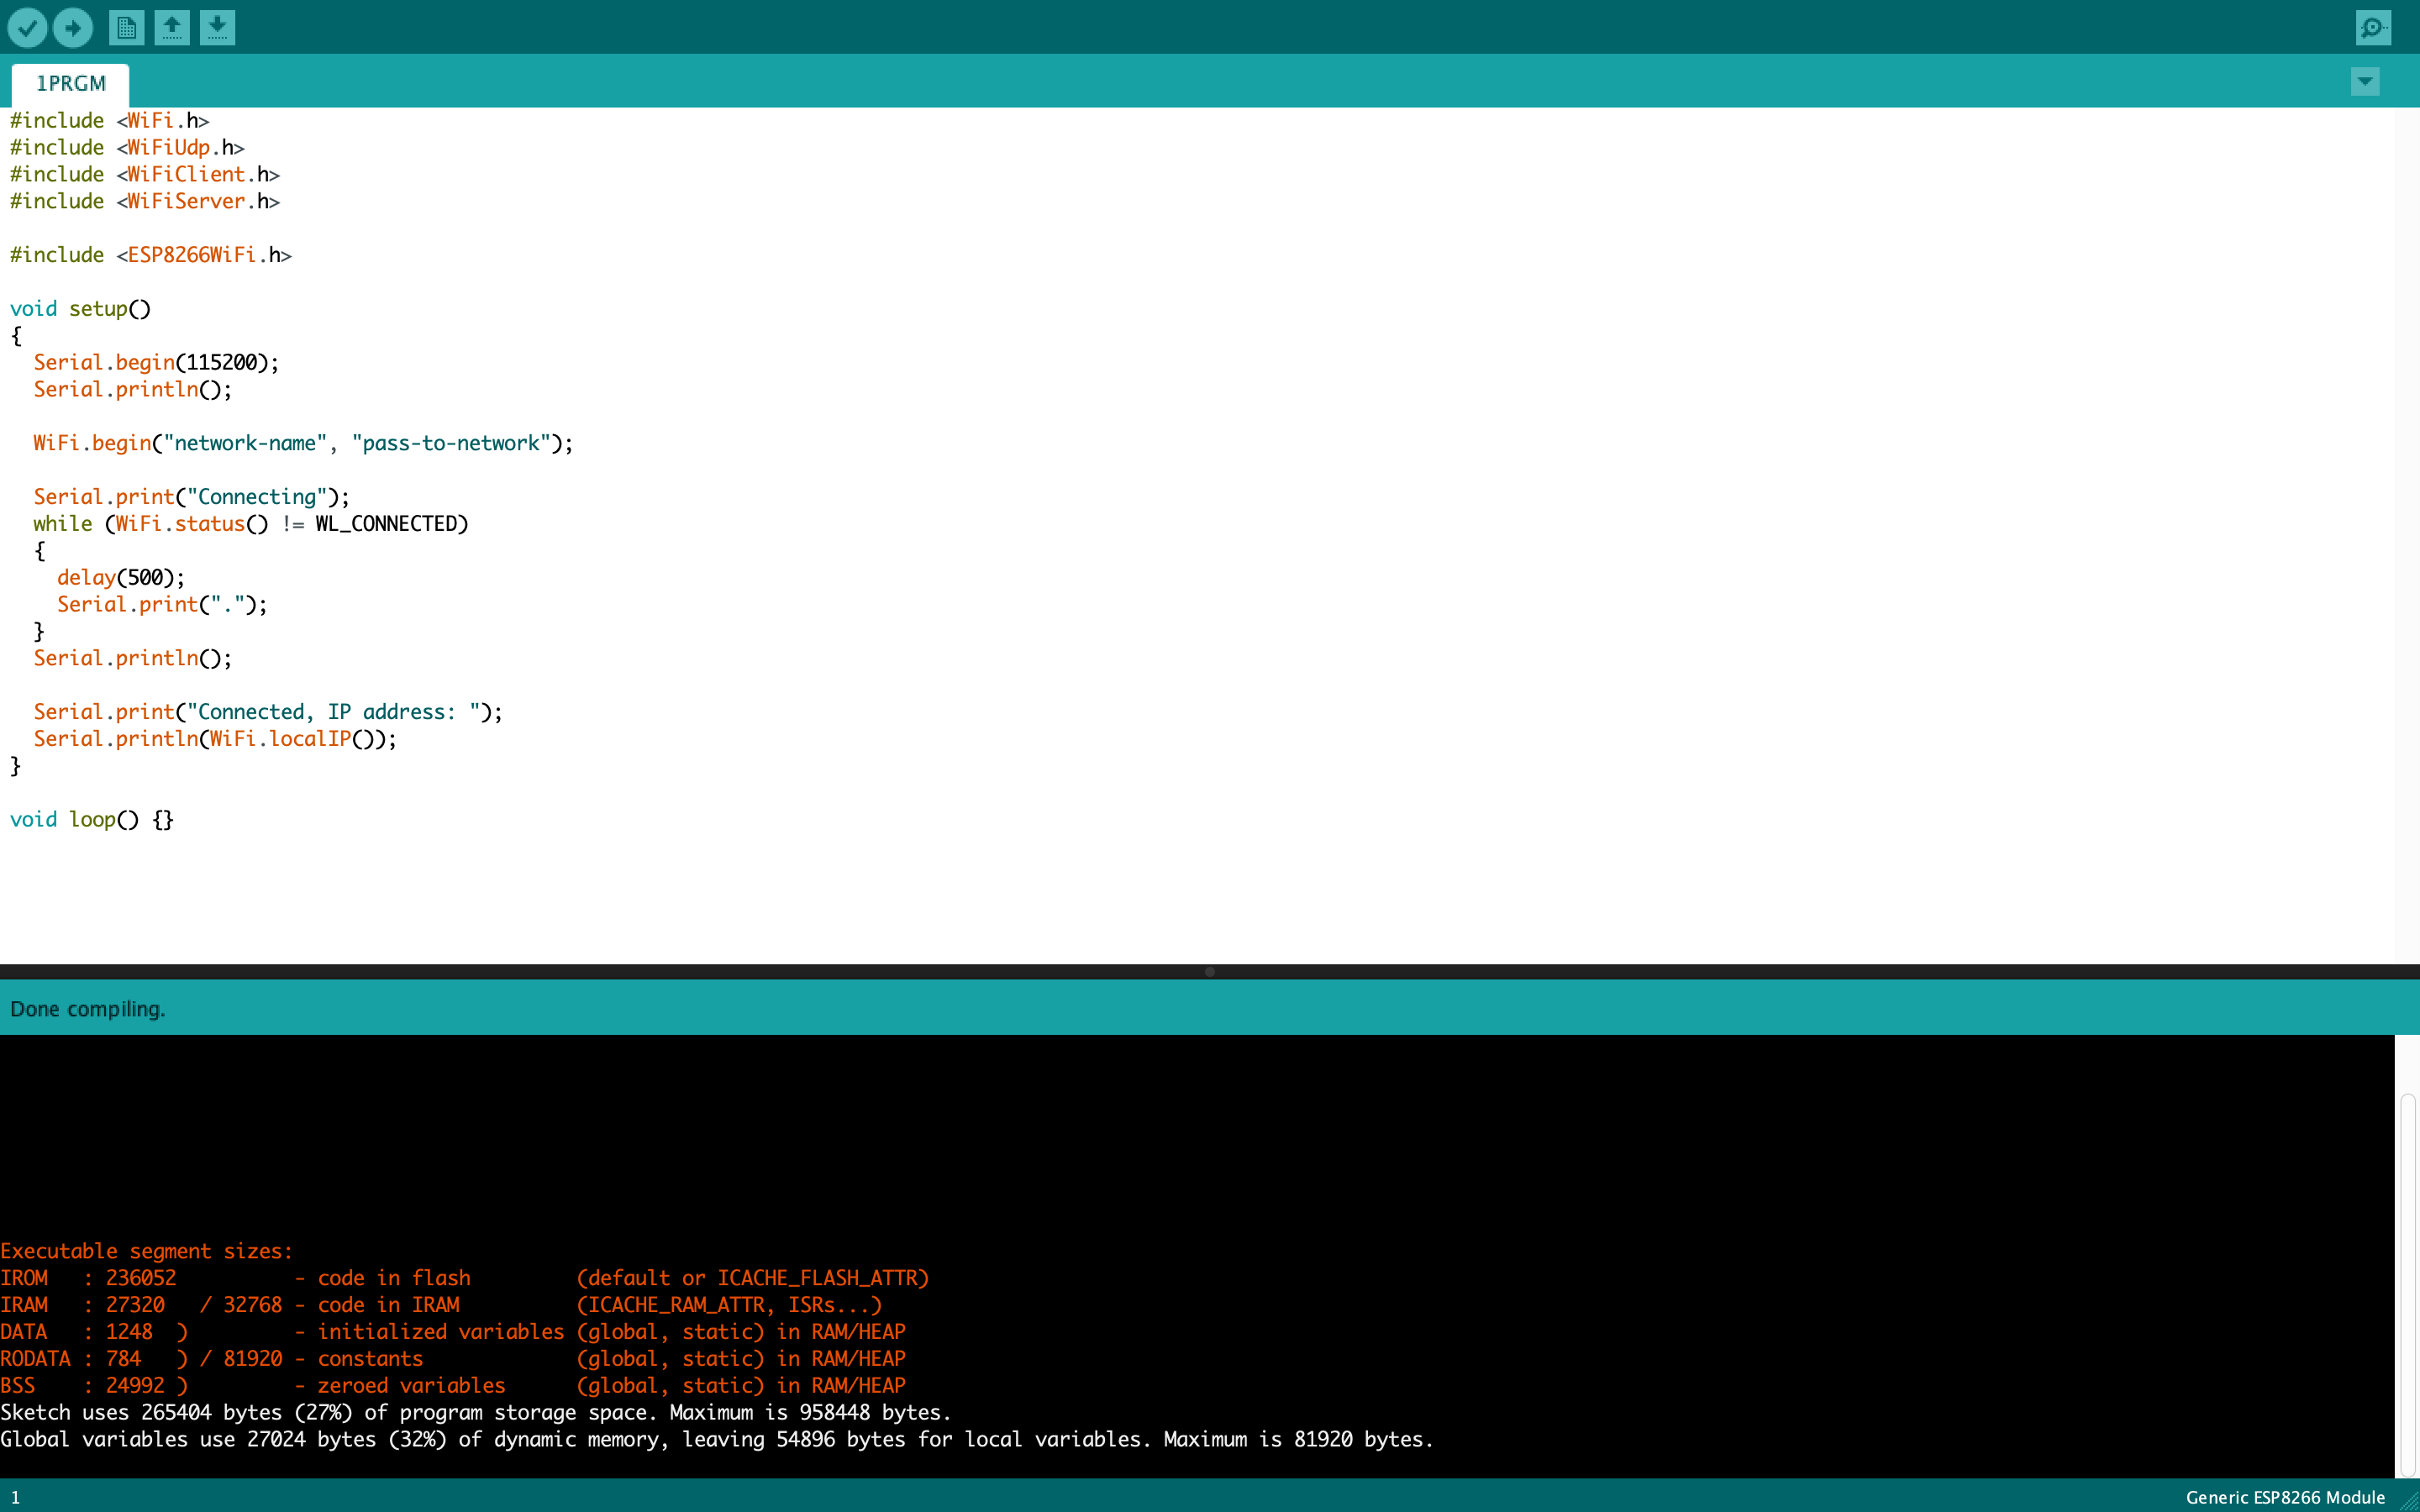 1PRGM
#include <WiFi.h>
#include <WiFiUdp.h>
#include <WiFiClient.h>
#include <WiFiServer.h>
#include <ESP8266WiFi.h>
void setup()
{
  Serial.begin(115200);
  Serial.println();
  WiFi.begin("network-name", "pass-to-network");
  Serial.print("Connecting");
  while (WiFi.status() != WL_CONNECTED)
  {
    delay(500);
    Serial.print(".");
  }
  Serial.println();
  Serial.print("Connected, IP address: ");
  Serial.println(WiFi.localIP());
}
void loop() {}
Done compiling.
Executable segment sizes:
IROM   : 236052          - code in flash         (default or ICACHE_FLASH_ATTR)
IRAM   : 27320   / 32768 - code in IRAM          (ICACHE_RAM_ATTR, ISRs...)
DATA   : 1248  )         - initialized variables (global, static) in RAM/HEAP
RODATA : 784   ) / 81920 - constants             (global, static) in RAM/HEAP
BSS    : 24992 )         - zeroed variables      (global, static) in RAM/HEAP
Sketch uses 265404 bytes (27%) of program storage space. Maximum is 958448 bytes.
Global variables use 27024 bytes (32%) of dynamic memory, leaving 54896 bytes for local variables. Maximum is 81920 bytes.
1
Generic ESP8266 Module